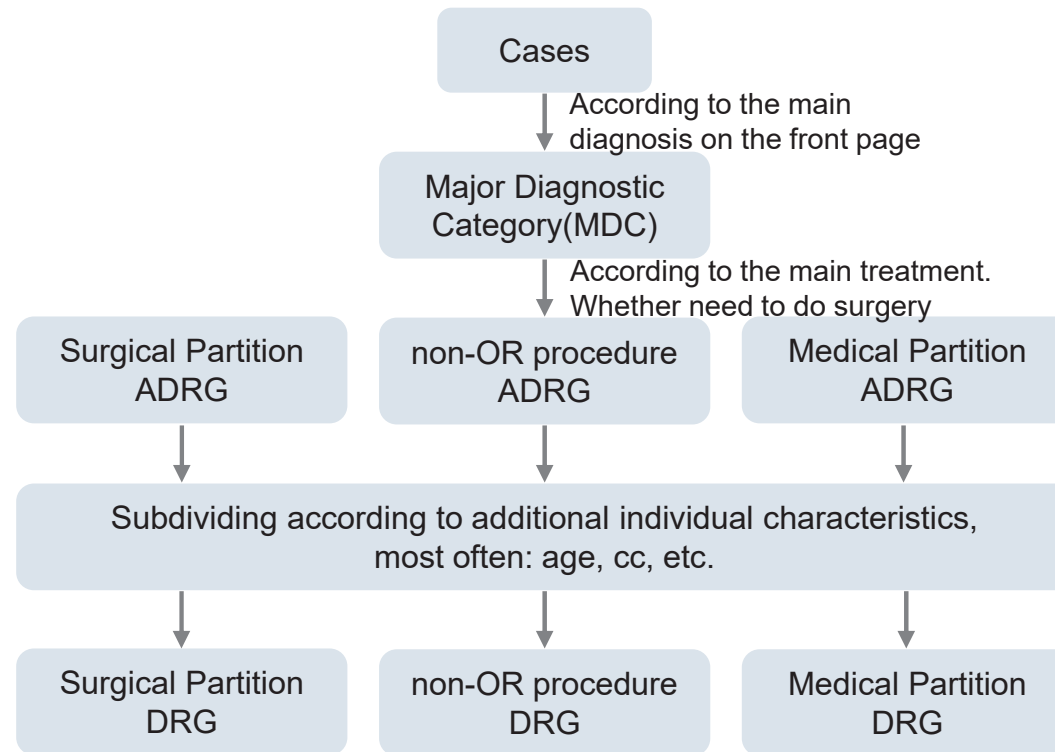 Cases
According to the main
diagnosis on the front page
Major Diagnostic
Category(MDC)
According to the main treatment.
Whether need to do surgery
Surgical Partition
ADRG
non-OR procedure
ADRG
Medical Partition
ADRG
Subdividing according to additional individual characteristics,
most often: age, cc, etc.
Surgical Partition
DRG
non-OR procedure
DRG
Medical Partition
DRG